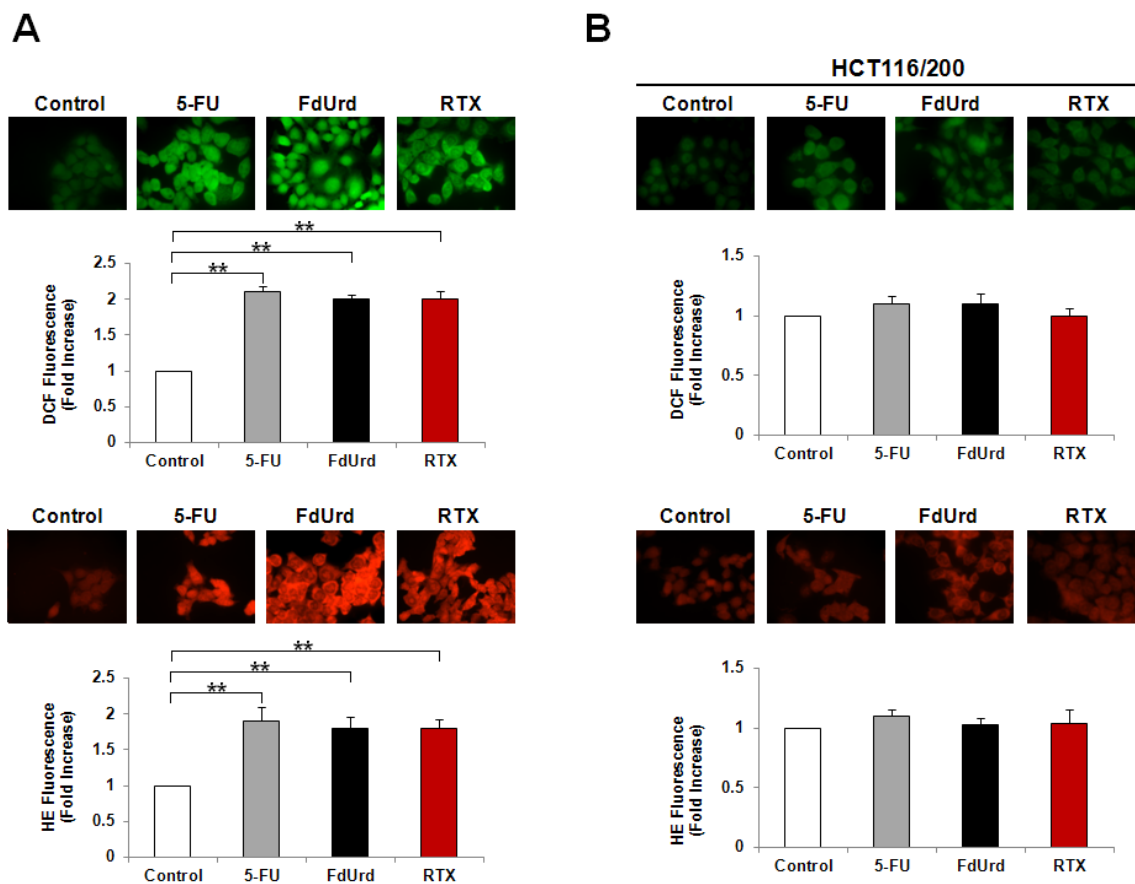 A
B
HCT116/200
Control 5-FU FdUrd RTX
Control 5-FU FdUrd RTX
**
**
**
2.5
2
1.5
1
0.5
0
DCF Fluorescence
(Fold Increase)
Control 5-FU FdUrd RTX
1.5
1
0.5
0
DCF Fluorescence
(Fold Increase)
Control 5-FU FdUrd RTX
Control 5-FU FdUrd RTX
Control 5-FU FdUrd RTX
**
**
**
2.5
2
1.5
1
0.5
0
HE Fluorescence
(Fold Increase)
Control 5-FU FdUrd RTX
1.5
1
0.5
0
HE Fluorescence
(Fold Increase)
Control 5-FU FdUrd RTX